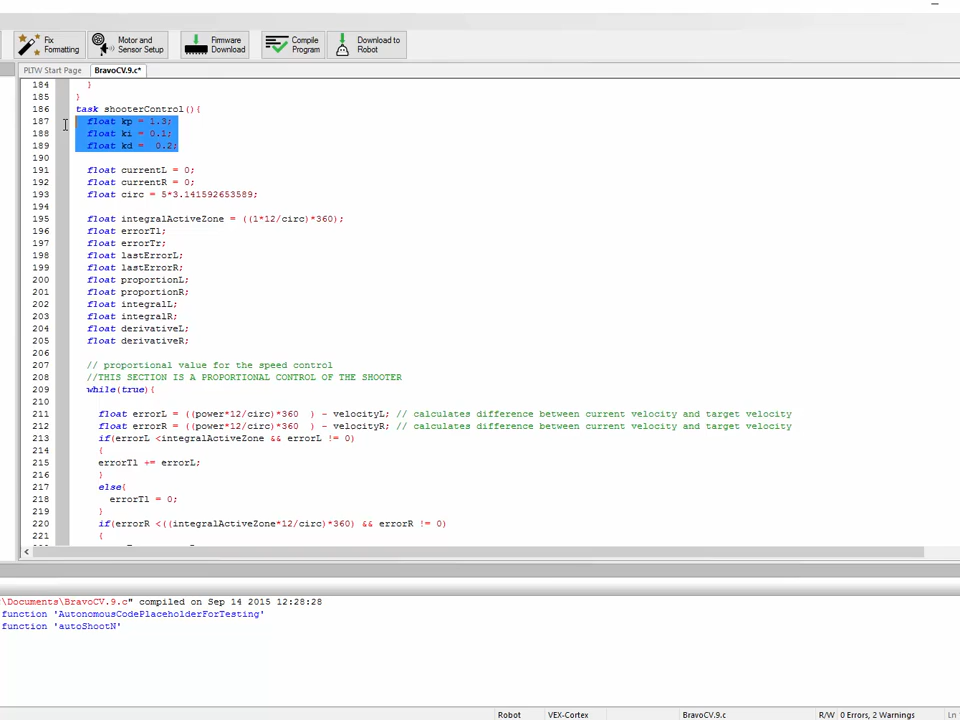 Fix Formatting
Motor and Sensor Setup
Firmware Download
Compile Program
Download to Robot
PLTW Start Page
BravoCV.9.c*
184 }
185 }
186 task shooterControl(){
187 float kp = 1.3;
188 float ki = 0.1;
189 float kd =  0.2;
190
191 float currentL = 0;
192 float currentR = 0;
193 float circ = 5*3.141592653589;
194
195 float integralActiveZone = ((1*12/circ)*360);
196 float errorTl;
197 float errorTr;
198 float lastErrorL;
199 float lastErrorR;
200 float proportionL;
201 float proportionR;
202 float integralL;
203 float integralR;
204 float derivativeL;
205 float derivativeR;
206
207 // proportional value for the speed control
208 //THIS SECTION IS A PROPORTIONAL CONTROL OF THE SHOOTER
209 while(true){
210
211 float errorL = ((power*12/circ)*360  ) - velocityL; // calculates difference between current velocity and target velocity
212 float errorR = ((power*12/circ)*360  ) - velocityR; // calculates difference between current velocity and target velocity
213 if(errorL <integralActiveZone && errorL != 0)
214 {
215 errorTl += errorL;
216 }
217 else{
218 errorTl = 0;
219 }
220 if(errorR <((integralActiveZone*12/circ)*360) && errorR != 0)
221 {
\Documents\BravoCV.9.c" compiled on Sep 14 2015 12:28:28
function 'AutonomousCodePlaceholderForTesting'
function 'autoShootN'
Robot
VEX-Cortex
BravoCV.9.c
R/W
0 Errors, 2 Warnings
Ln